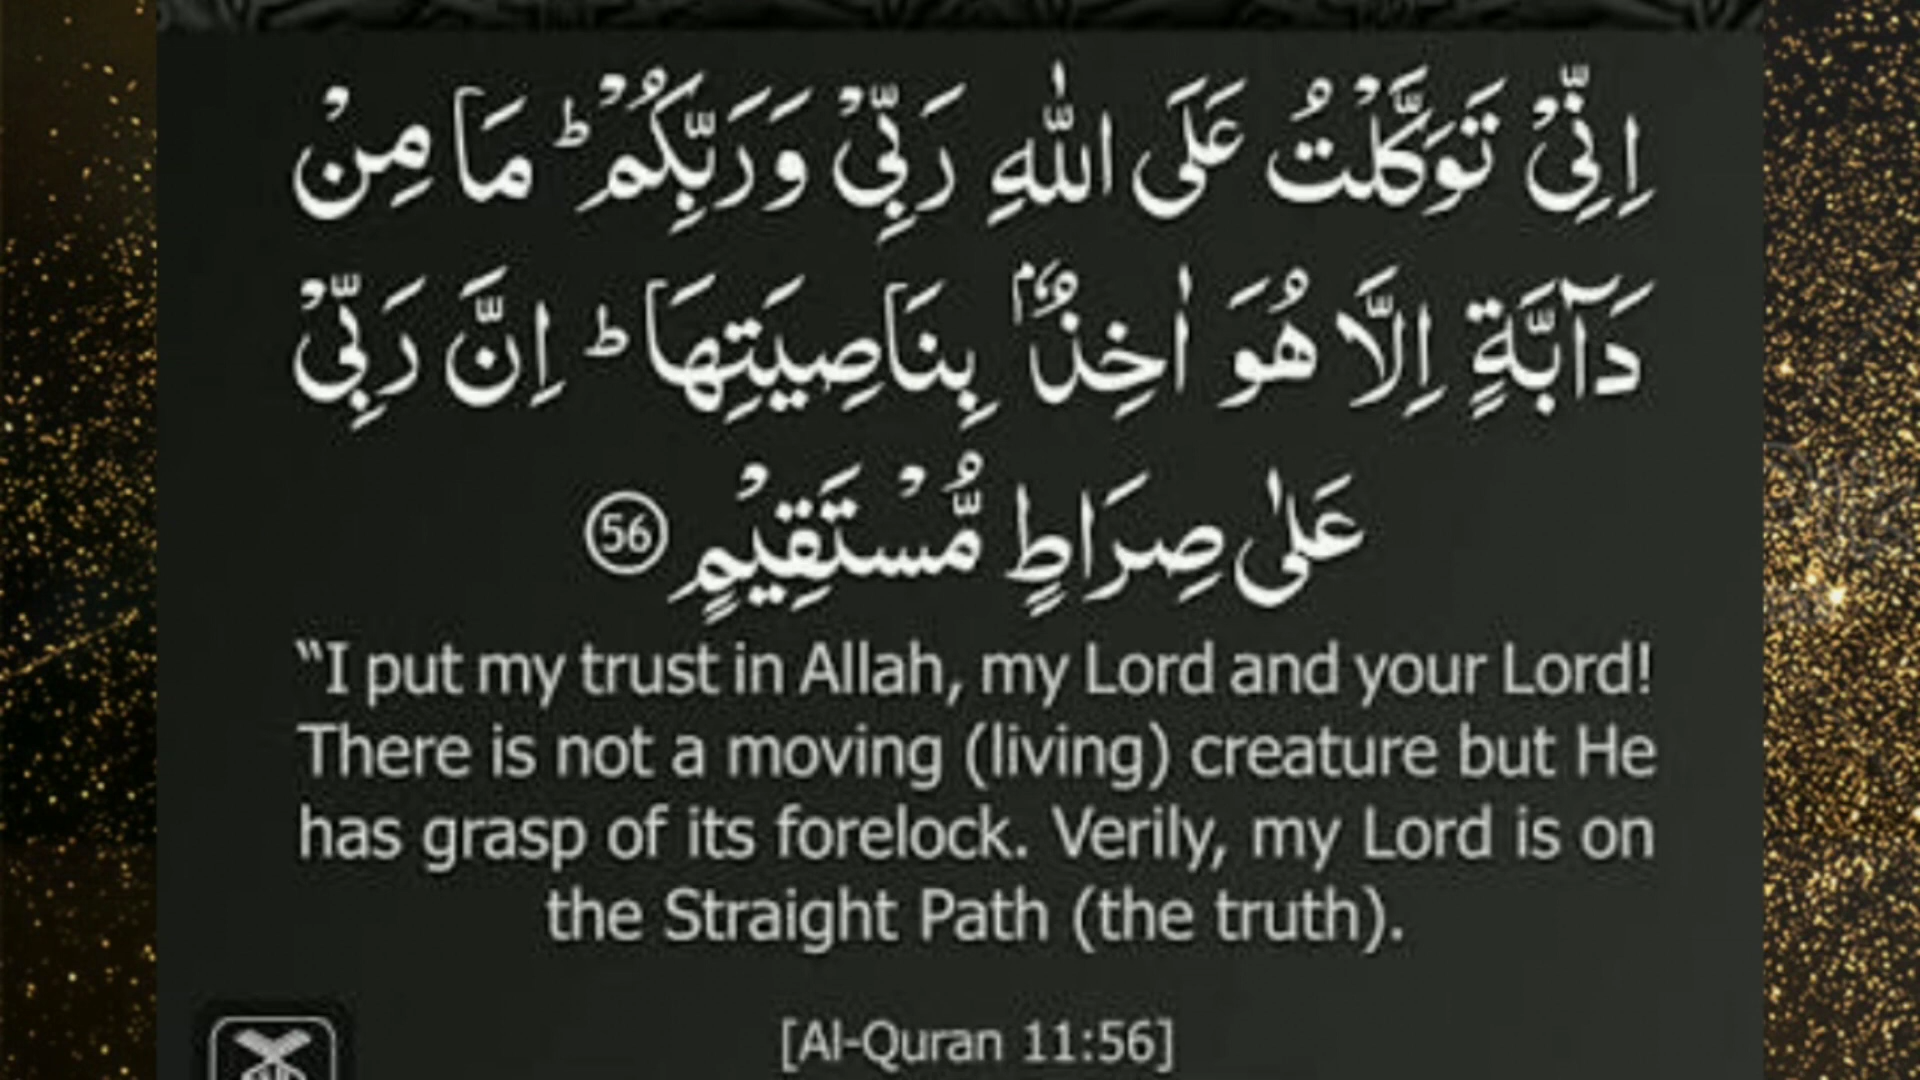 اِنِّىْ تَوَكَّلْتُ عَلَى اللّٰهِ رَبِّىْ وَرَبِّكُمْ ؕ مَا مِنْ
دَآبَّةٍ اِلَّا هُوَ اٰخِذٌۢ بِنَاصِيَتِهَا ؕ اِنَّ رَبِّىْ
عَلٰى صِرَاطٍ مُّسْتَقِيْمٍ 56
“I put my trust in Allah, my Lord and your Lord!
There is not a moving (living) creature but He
has grasp of its forelock. Verily, my Lord is on
the Straight Path (the truth).
[Al-Quran 11:56]